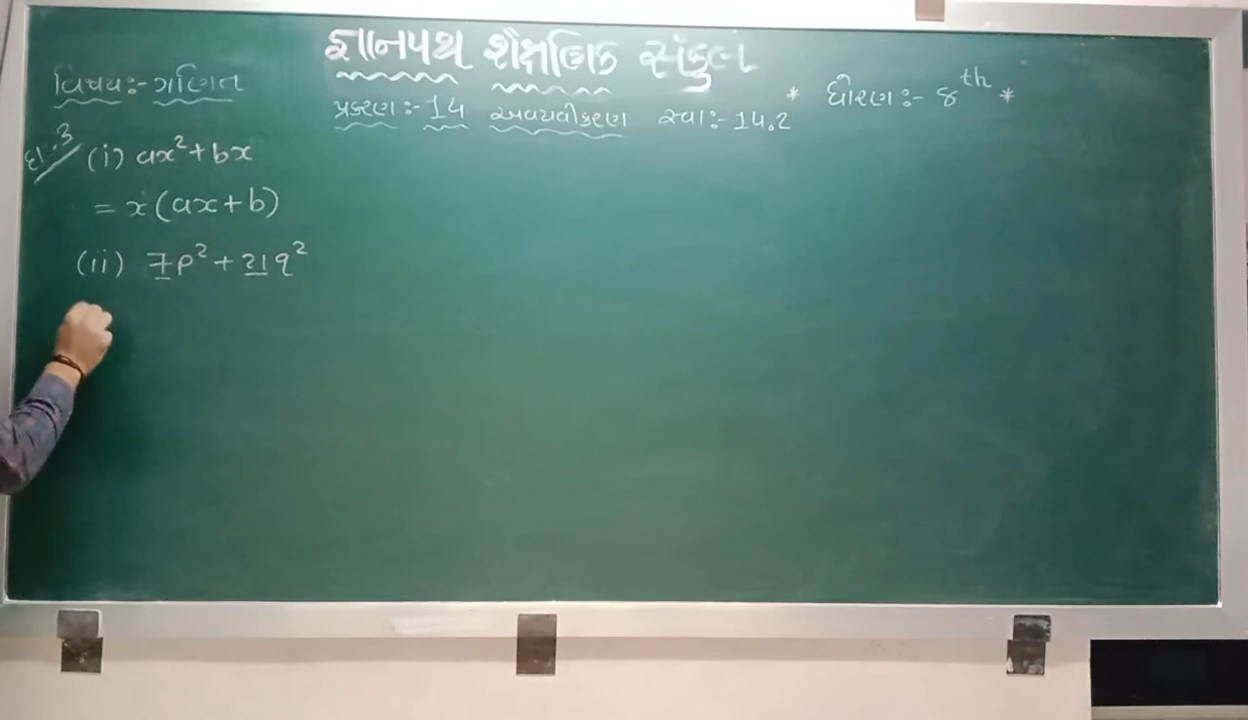 જ્ઞાનપથ શૈક્ષણિક સંકુલ
વિષય:- ગણિત
પ્રકરણ:- 14 અવયવીકરણ સ્વા:- 14.2 * ધોરણ:- 8th *
દા.3 (i) ax²+bx
= x(ax+b)
(ii) 7p²+21q²